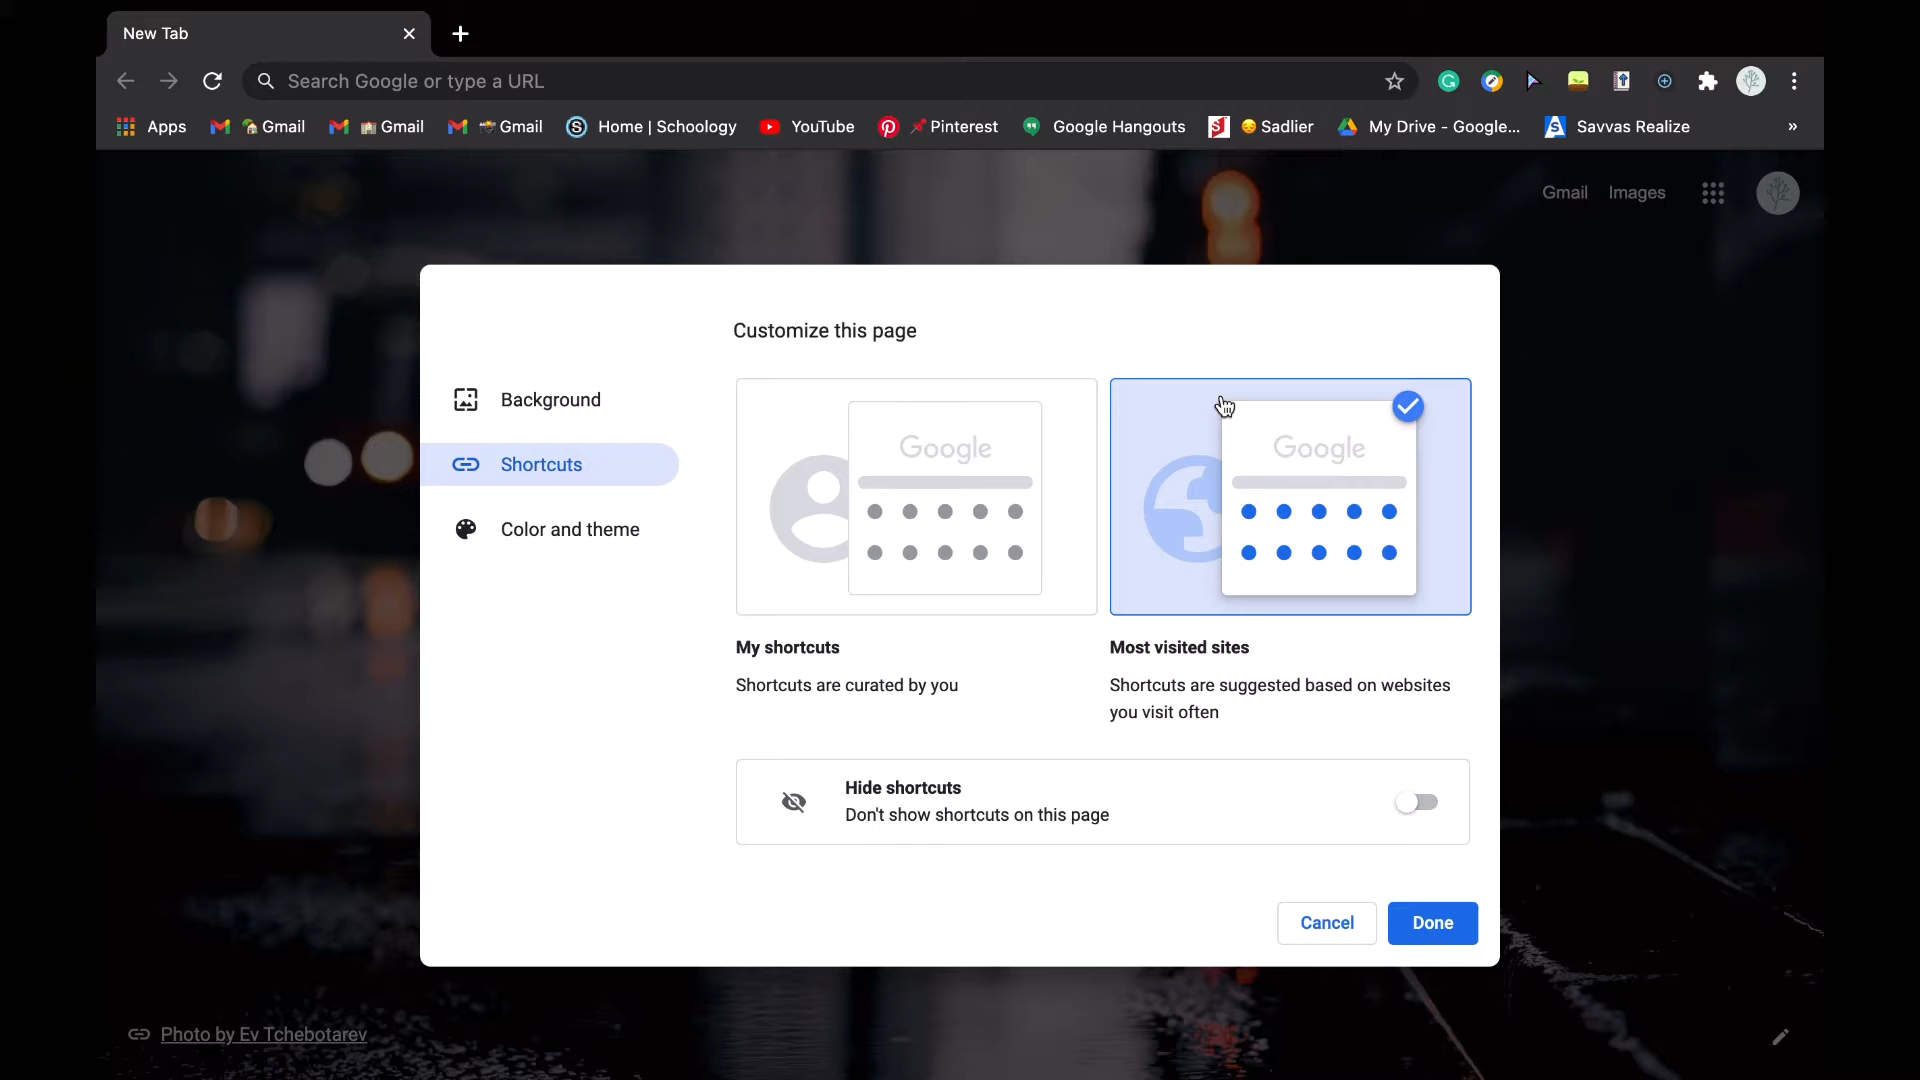 New Tab
Search Google or type a URL
Apps
Gmail
Gmail
Gmail
Home | Schoology
YouTube
Pinterest
Google Hangouts
Sadlier
My Drive - Google...
Savvas Realize
»
Gmail
Images
Customize this page
Background
Shortcuts
Color and theme
Google
Google
My shortcuts
Shortcuts are curated by you
Most visited sites
Shortcuts are suggested based on websites
you visit often
Hide shortcuts
Don't show shortcuts on this page
Cancel
Done
Photo by Ev Tchebotarev